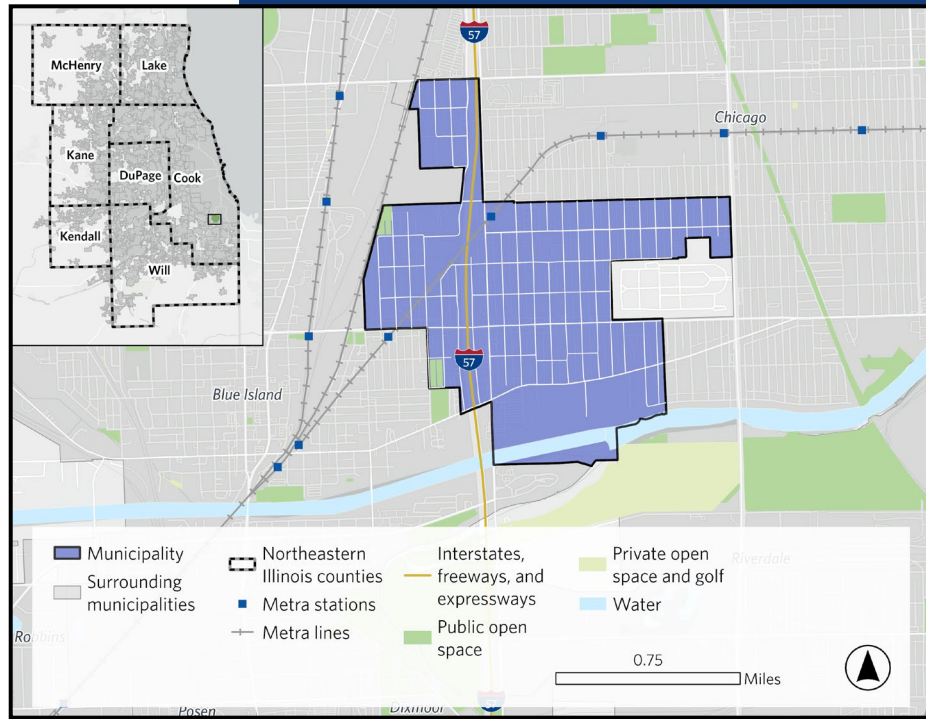 57
McHenry
Lake
Chicago
Kane
DuPage
Cook
Kendall
Will
57
Blue Island
Municipality
Surrounding
municipalities
Northeastern
Illinois counties
Metra stations
Metra lines
Interstates,
freeways, and
expressways
Public open
space
Private open
space and golf
Water
Riverdale
0.75
Miles
Robbins
Posen
Dixmoor
57